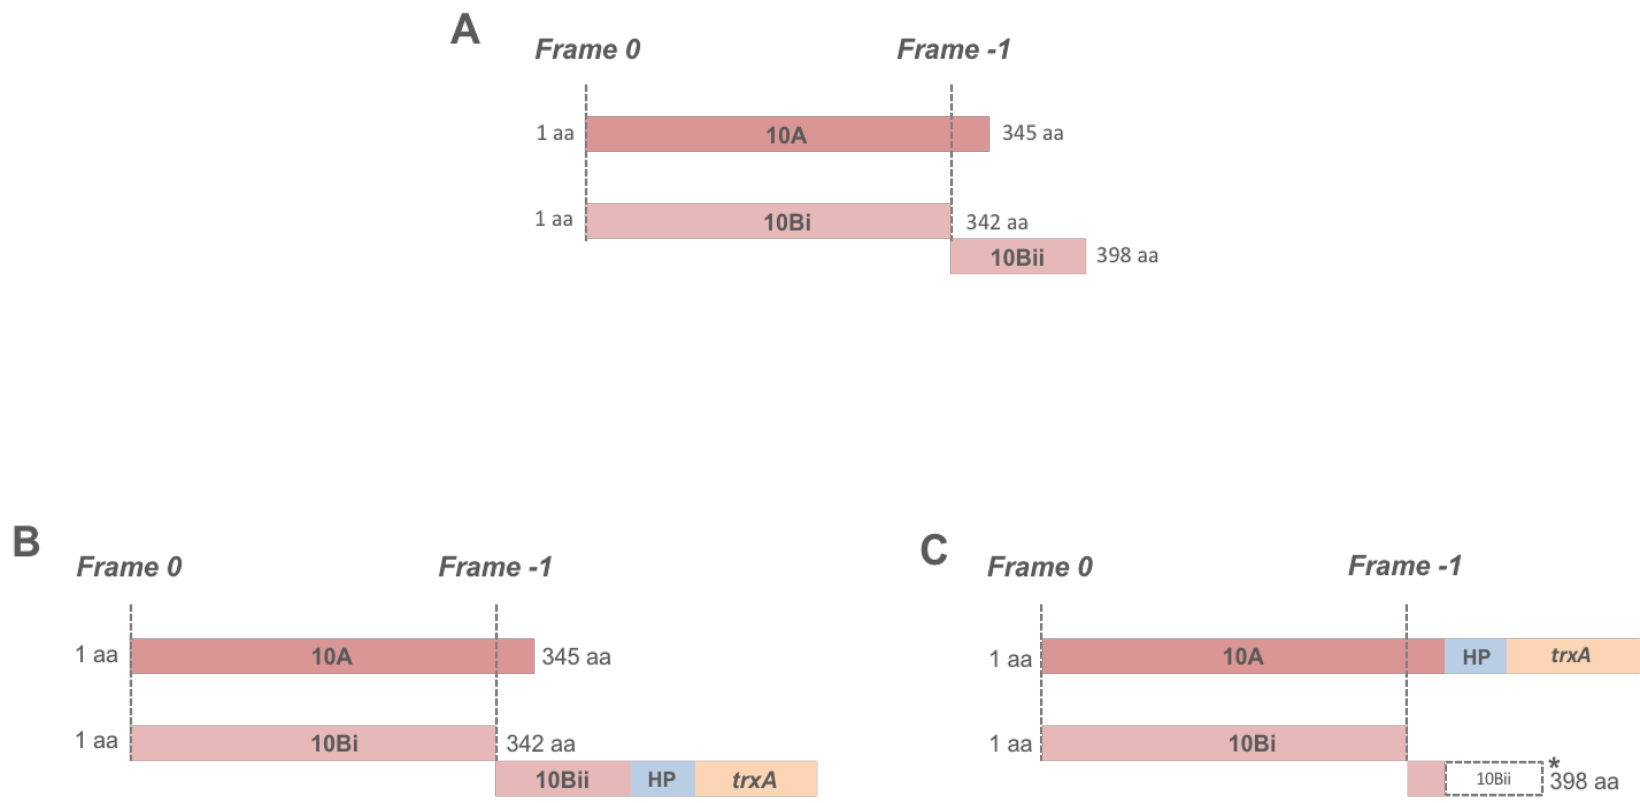 A
Frame 0 Frame -1
1 aa 10A 345 aa
1 aa 10Bi 342 aa
10Bii 398 aa
B
Frame 0 Frame -1
1 aa 10A 345 aa
1 aa 10Bi 342 aa
10Bii HP trxA
C
Frame 0 Frame -1
1 aa 10A HP trxA
1 aa 10Bi
10Bii * 398 aa